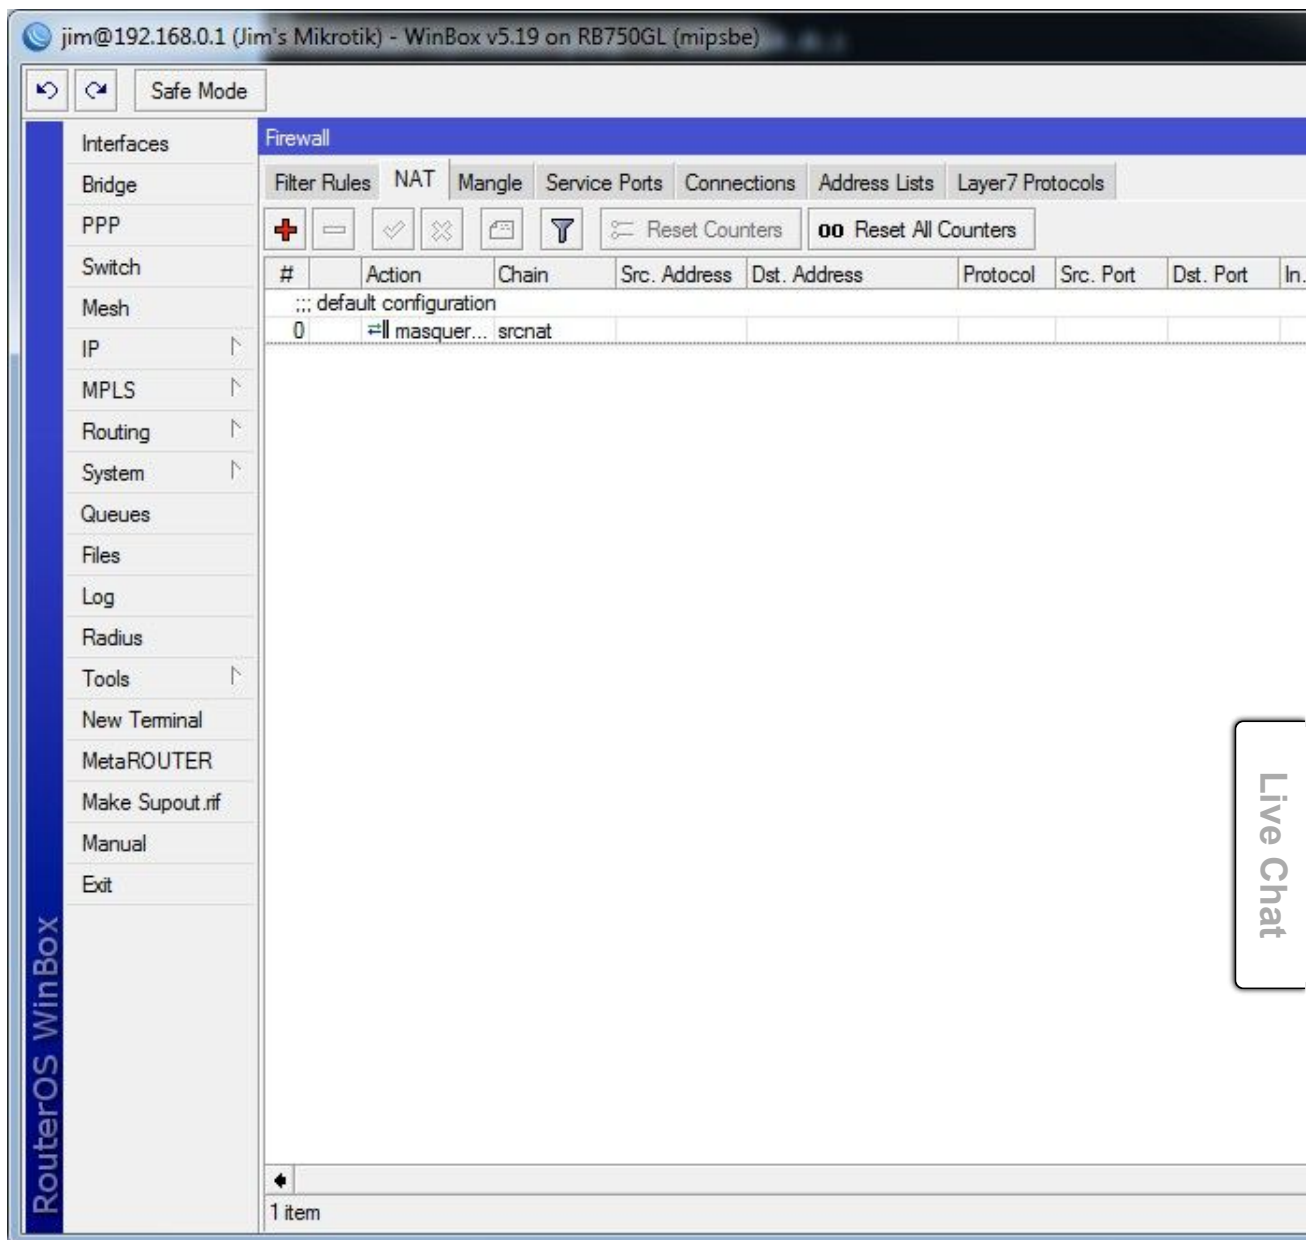 jim@192.168.0.1 (Jim's Mikrotik) - WinBox v5.19 on RB750GL (mipsbe)
Safe Mode
Interfaces
Bridge
PPP
Switch
Mesh
IP
MPLS
Routing
System
Queues
Files
Log
Radius
Tools
New Terminal
MetaROUTER
Make Supout.rif
Manual
Exit
RouterOS WinBox
Firewall
Filter Rules NAT Mangle Service Ports Connections Address Lists Layer7 Protocols
Reset Counters 00 Reset All Counters
# Action Chain Src. Address Dst. Address Protocol Src. Port Dst. Port In.
;;; default configuration
0 masquer... srcnat
1 item
Live Chat